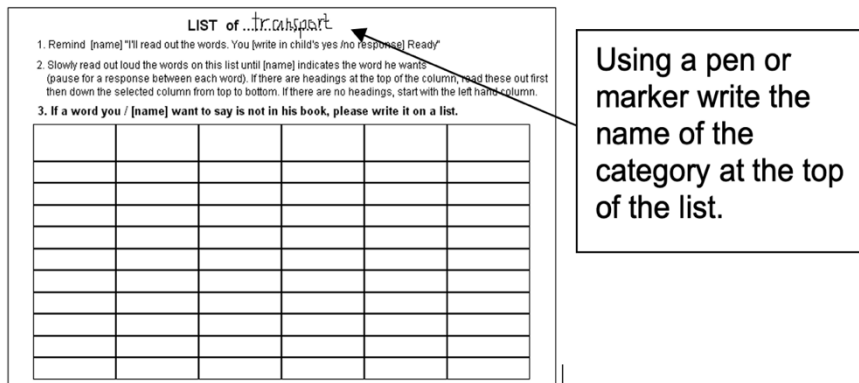 LIST of ....transport
1. Remind [name] "I'll read out the words. You [write in child's yes /no response] Ready"
2. Slowly read out loud the words on this list until [name] indicates the word he wants
(pause for a response between each word). If there are headings at the top of the column, read these out first
then down the selected column from top to bottom. If there are no headings, start with the left hand column.
3. If a word you / [name] want to say is not in his book, please write it on a list.
Using a pen or
marker write the
name of the
category at the top
of the list.